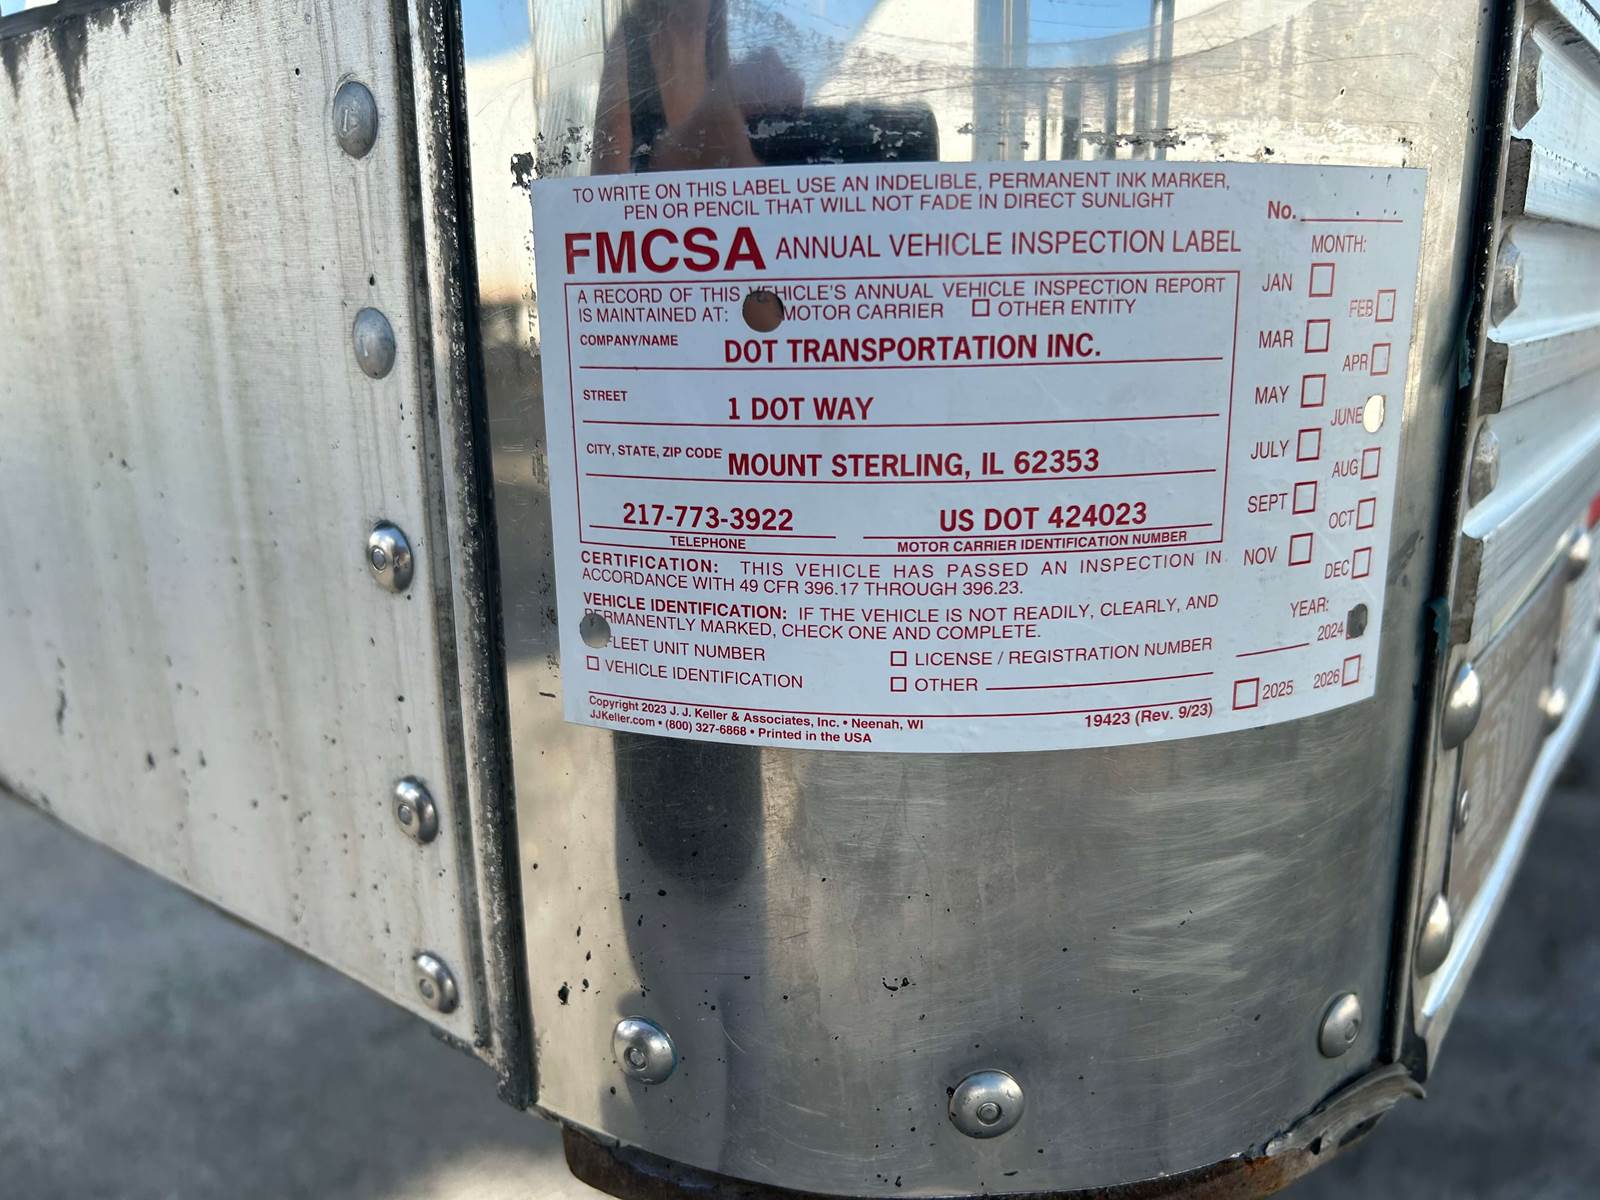 TO WRITE ON THIS LABEL USE AN INDELIBLE, PERMANENT INK MARKER,
PEN OR PENCIL THAT WILL NOT FADE IN DIRECT SUNLIGHT
No.
FMCSA ANNUAL VEHICLE INSPECTION LABEL
A RECORD OF THIS VEHICLE'S ANNUAL VEHICLE INSPECTION REPORT
IS MAINTAINED AT: MOTOR CARRIER OTHER ENTITY
COMPANY/NAME DOT TRANSPORTATION INC.
STREET 1 DOT WAY
CITY, STATE, ZIP CODE MOUNT STERLING, IL 62353
217-773-3922 US DOT 424023
TELEPHONE MOTOR CARRIER IDENTIFICATION NUMBER
CERTIFICATION: THIS VEHICLE HAS PASSED AN INSPECTION IN
ACCORDANCE WITH 49 CFR 396.17 THROUGH 396.23.
VEHICLE IDENTIFICATION: IF THE VEHICLE IS NOT READILY, CLEARLY, AND
PERMANENTLY MARKED, CHECK ONE AND COMPLETE.
FLEET UNIT NUMBER LICENSE / REGISTRATION NUMBER
VEHICLE IDENTIFICATION OTHER
Copyright 2023 J. J. Keller & Associates, Inc. • Neenah, WI
JJKeller.com • (800) 327-6868 • Printed in the USA
19423 (Rev. 9/23)
MONTH:
JAN
FEB
MAR
APR
MAY
JUNE
JULY
AUG
SEPT
OCT
NOV
DEC
YEAR:
2024
2025 2026